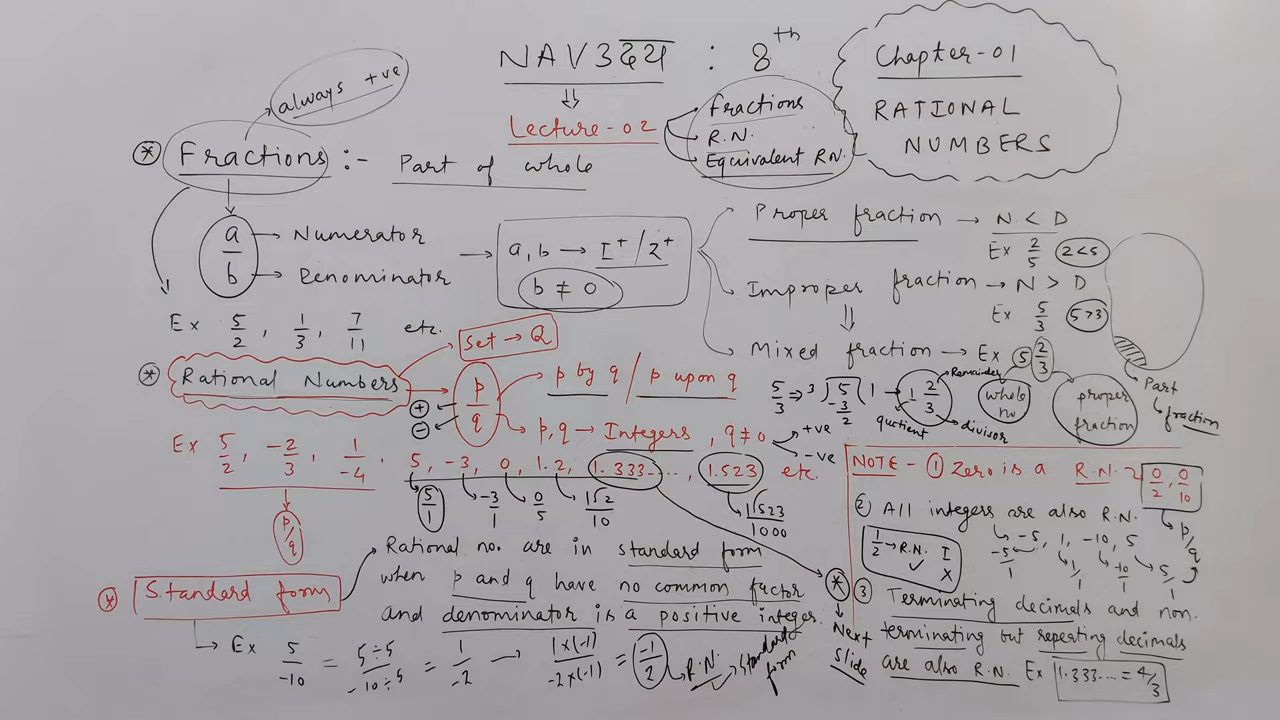 NAV3उदय : 8th
Chapter-01
RATIONAL
NUMBERS
⇓
Lecture-02
Fractions
R.N.
Equivalent R.N.
always +ve
* Fractions :- Part of whole
a/b
→ Numerator
→ Denominator
→ a, b → I⁺/Z⁺
b ≠ 0
Proper fraction → N < D
Ex 2/5 2<5
Improper fraction → N > D
Ex 5/3 5>3
⇓
Mixed fraction → Ex 5 2/3
whole no
proper fraction
Part
↳ fraction
5/3 ⇒ 3)5(1
-3
2
→ 1 2/3
Remainder
quotient
divisor
Ex 5/2, 1/3, 7/11 etc.
* Rational Numbers
Set → Q
p/q
+
-
p by q / p upon q
p, q → Integers, q ≠ 0
+ve
-ve
Ex 5/2, -2/3, 1/-4, 5, -3, 0, 1.2, 1.333....., 1.523 etc.
p/q
5/1 -3/1 0/5 12/10 1523/1000
* Standard form
Rational no. are in standard form
when p and q have no common factor
and denominator is a positive integer.
Ex 5/-10 = 5÷5/-10÷5 = 1/-2 → 1×(-1)/-2×(-1) = -1/2
R.N. → Standard form
* Next
slide
NOTE - ① Zero is a R.N. 0/2, 0/10
p/q
② All integers are also R.N.
→ -5, 1, -10, 5
-5/1 1/1 -10/1 5/1
1/2 → R.N. I
✓ X
③ Terminating decimals and non.
terminating but repeating decimals
are also R.N. Ex 1.333.... = 4/3